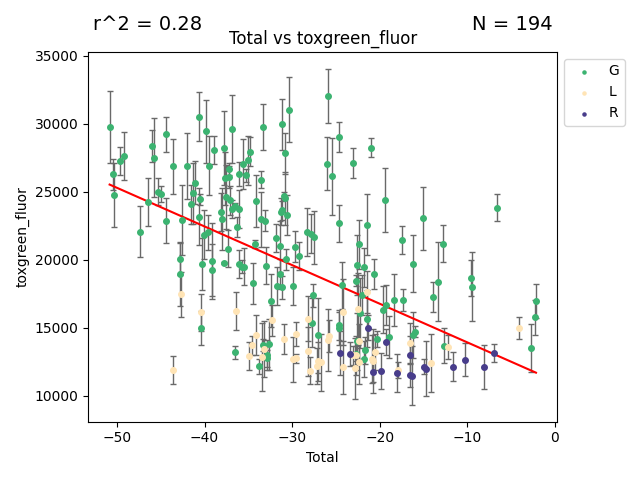 r^2 = 0.28
N = 194
Total vs toxgreen_fluor
35000
30000
25000
20000
15000
10000
toxgreen_fluor
−50
−40
−30
−20
−10
0
Total
G
L
R